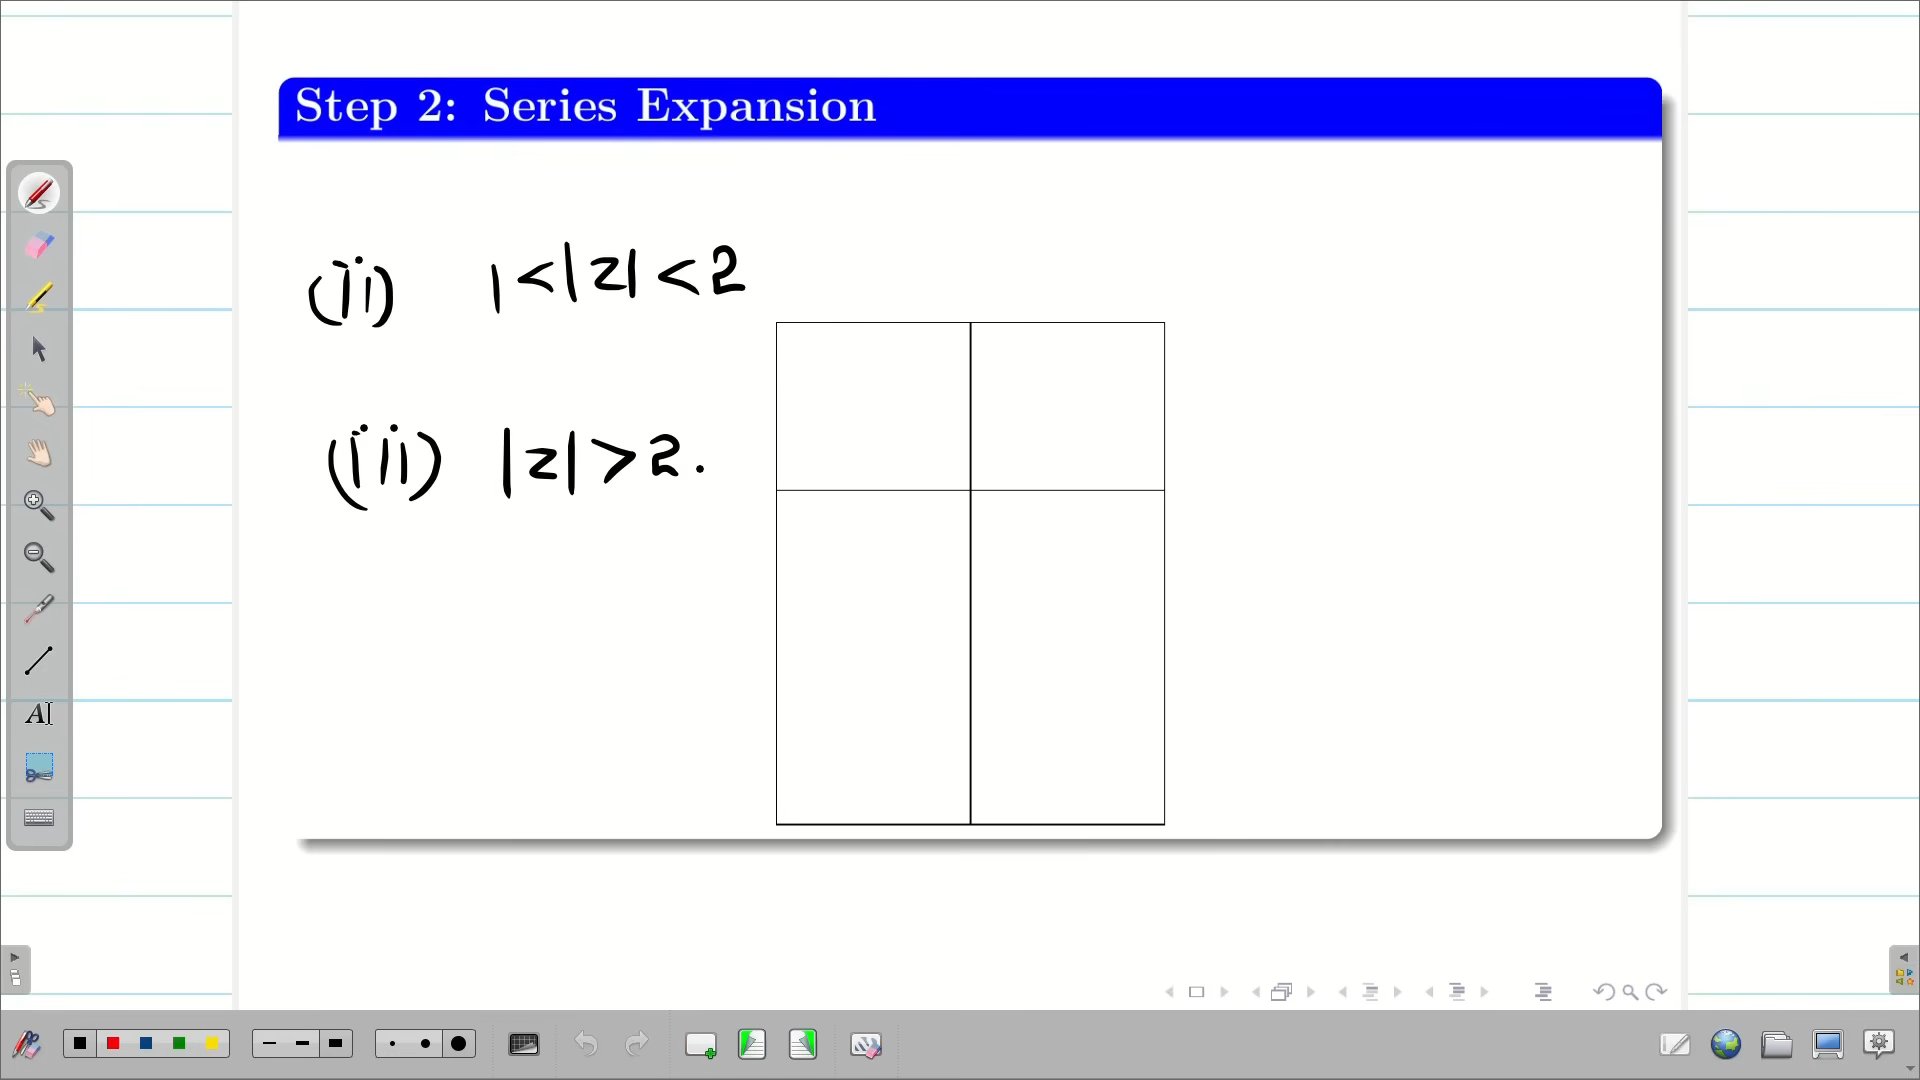 Step 2: Series Expansion
(ii) 1 < |z| < 2
(iii) |z| > 2.